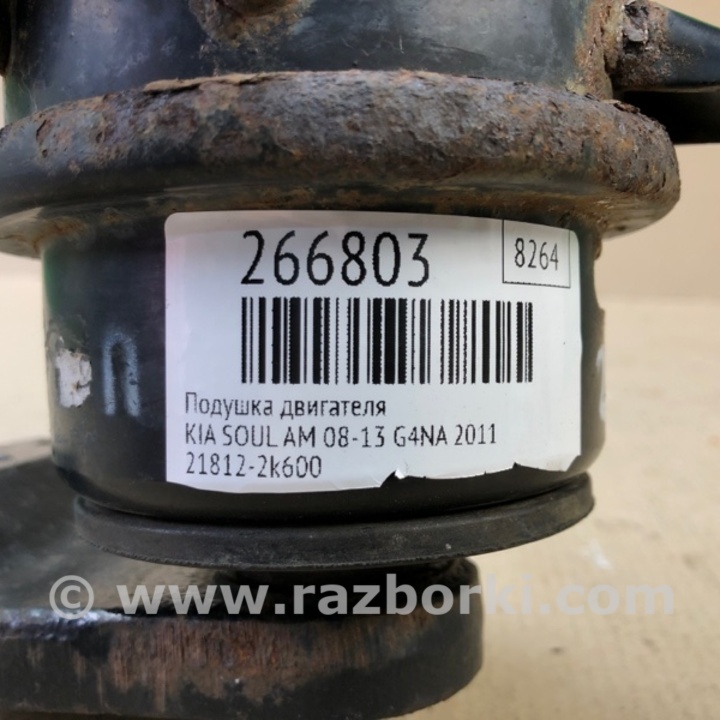 266803
8264
Подушка двигателя
KIA SOUL AM 08-13 G4NA 2011
21812-2k600
© www.razborki.com